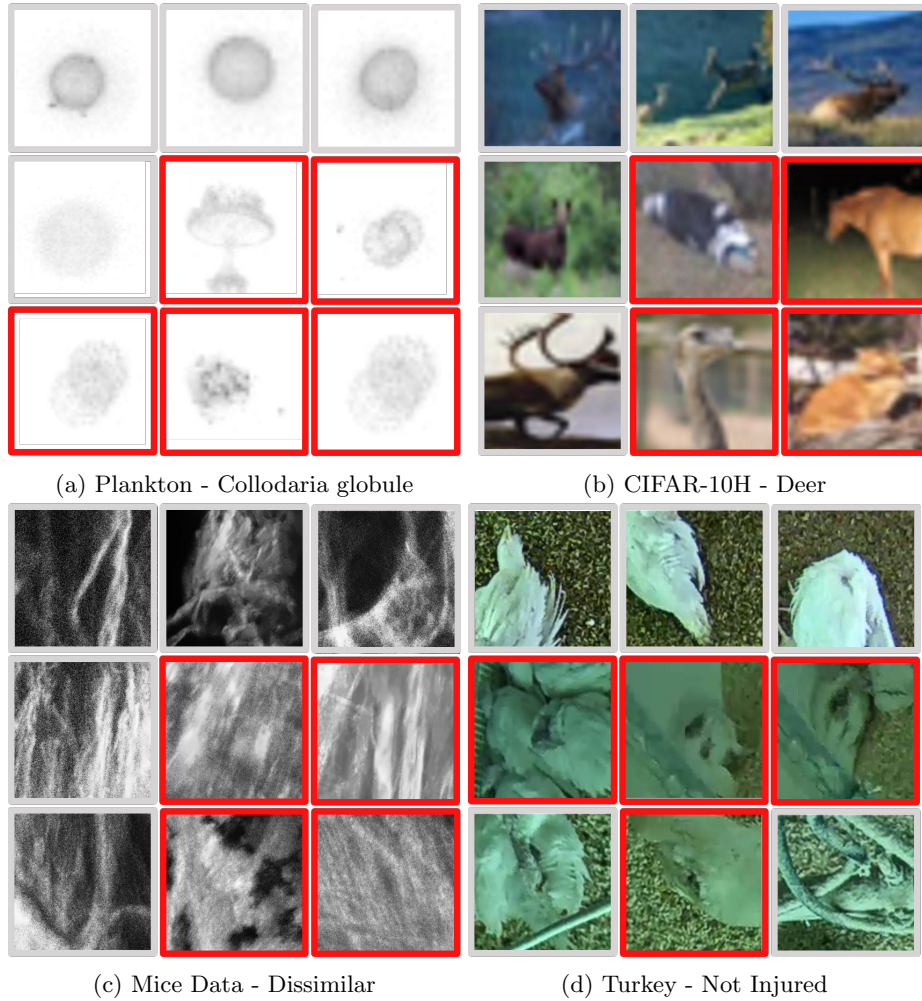 (a) Plankton - Collodaria globule
(b) CIFAR-10H - Deer
(c) Mice Data - Dissimilar
(d) Turkey - Not Injured